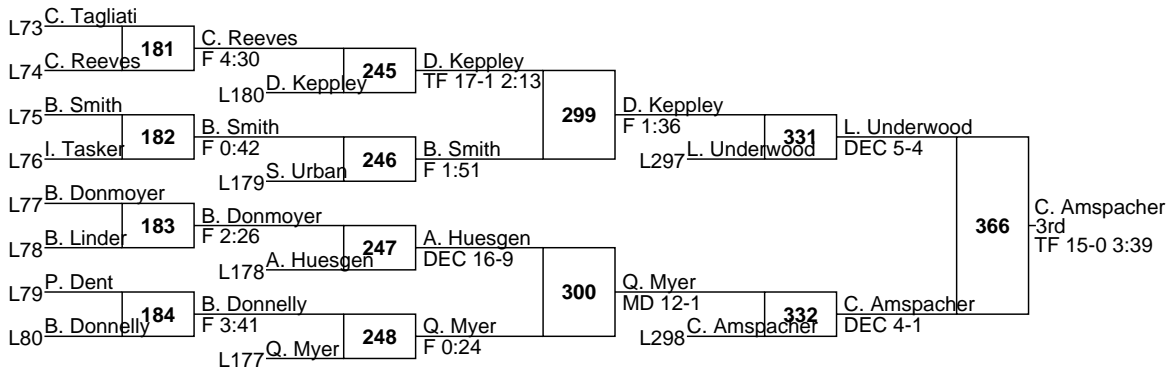 C. Tagliati
L73
181
C. Reeves
F 4:30
C. Reeves
L74
245
D. Keppley
TF 17-1 2:13
D. Keppley
L180
B. Smith
L75
299
D. Keppley
F 1:36
182
B. Smith
F 0:42
I. Tasker
L76
246
B. Smith
F 1:51
331
L. Underwood
DEC 5-4
L. Underwood
L297
S. Urban
L179
B. Donmoyer
L77
183
B. Donmoyer
F 2:26
B. Linder
L78
247
A. Huesgen
DEC 16-9
A. Huesgen
L178
366
C. Amspacher
3rd
TF 15-0 3:39
P. Dent
L79
300
Q. Myer
MD 12-1
184
B. Donnelly
F 3:41
B. Donnelly
L80
248
Q. Myer
F 0:24
332
C. Amspacher
DEC 4-1
C. Amspacher
L298
Q. Myer
L177